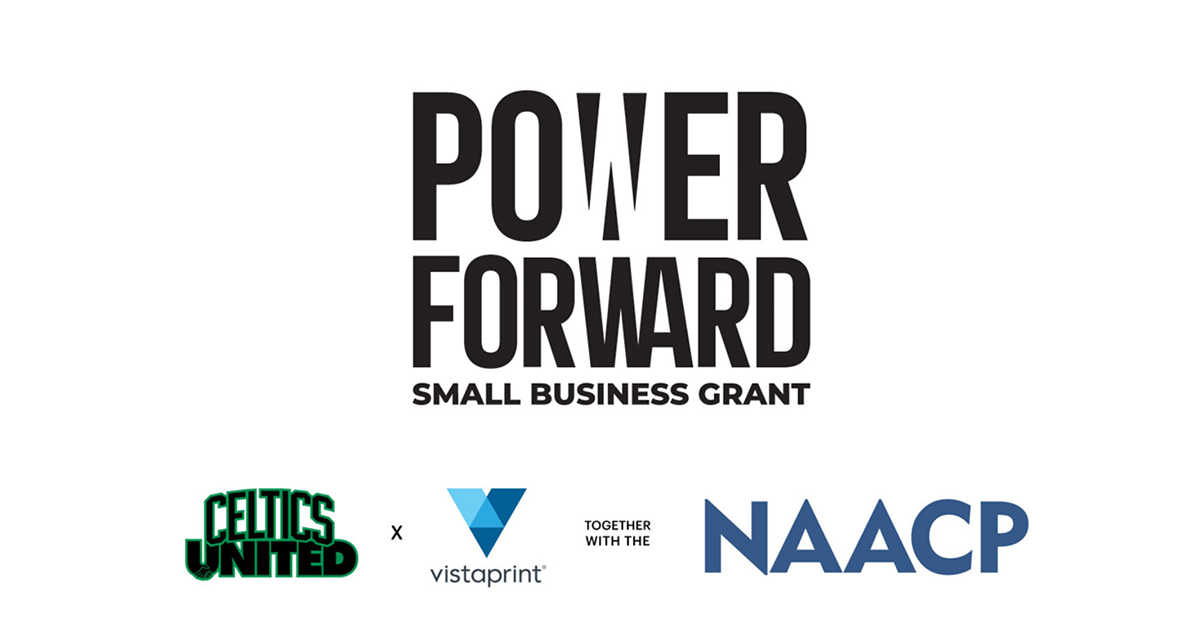 POWER
FORWARD
SMALL BUSINESS GRANT
CELTICS
UNITED
X
vistaprint®
TOGETHER
WITH THE
NAACP